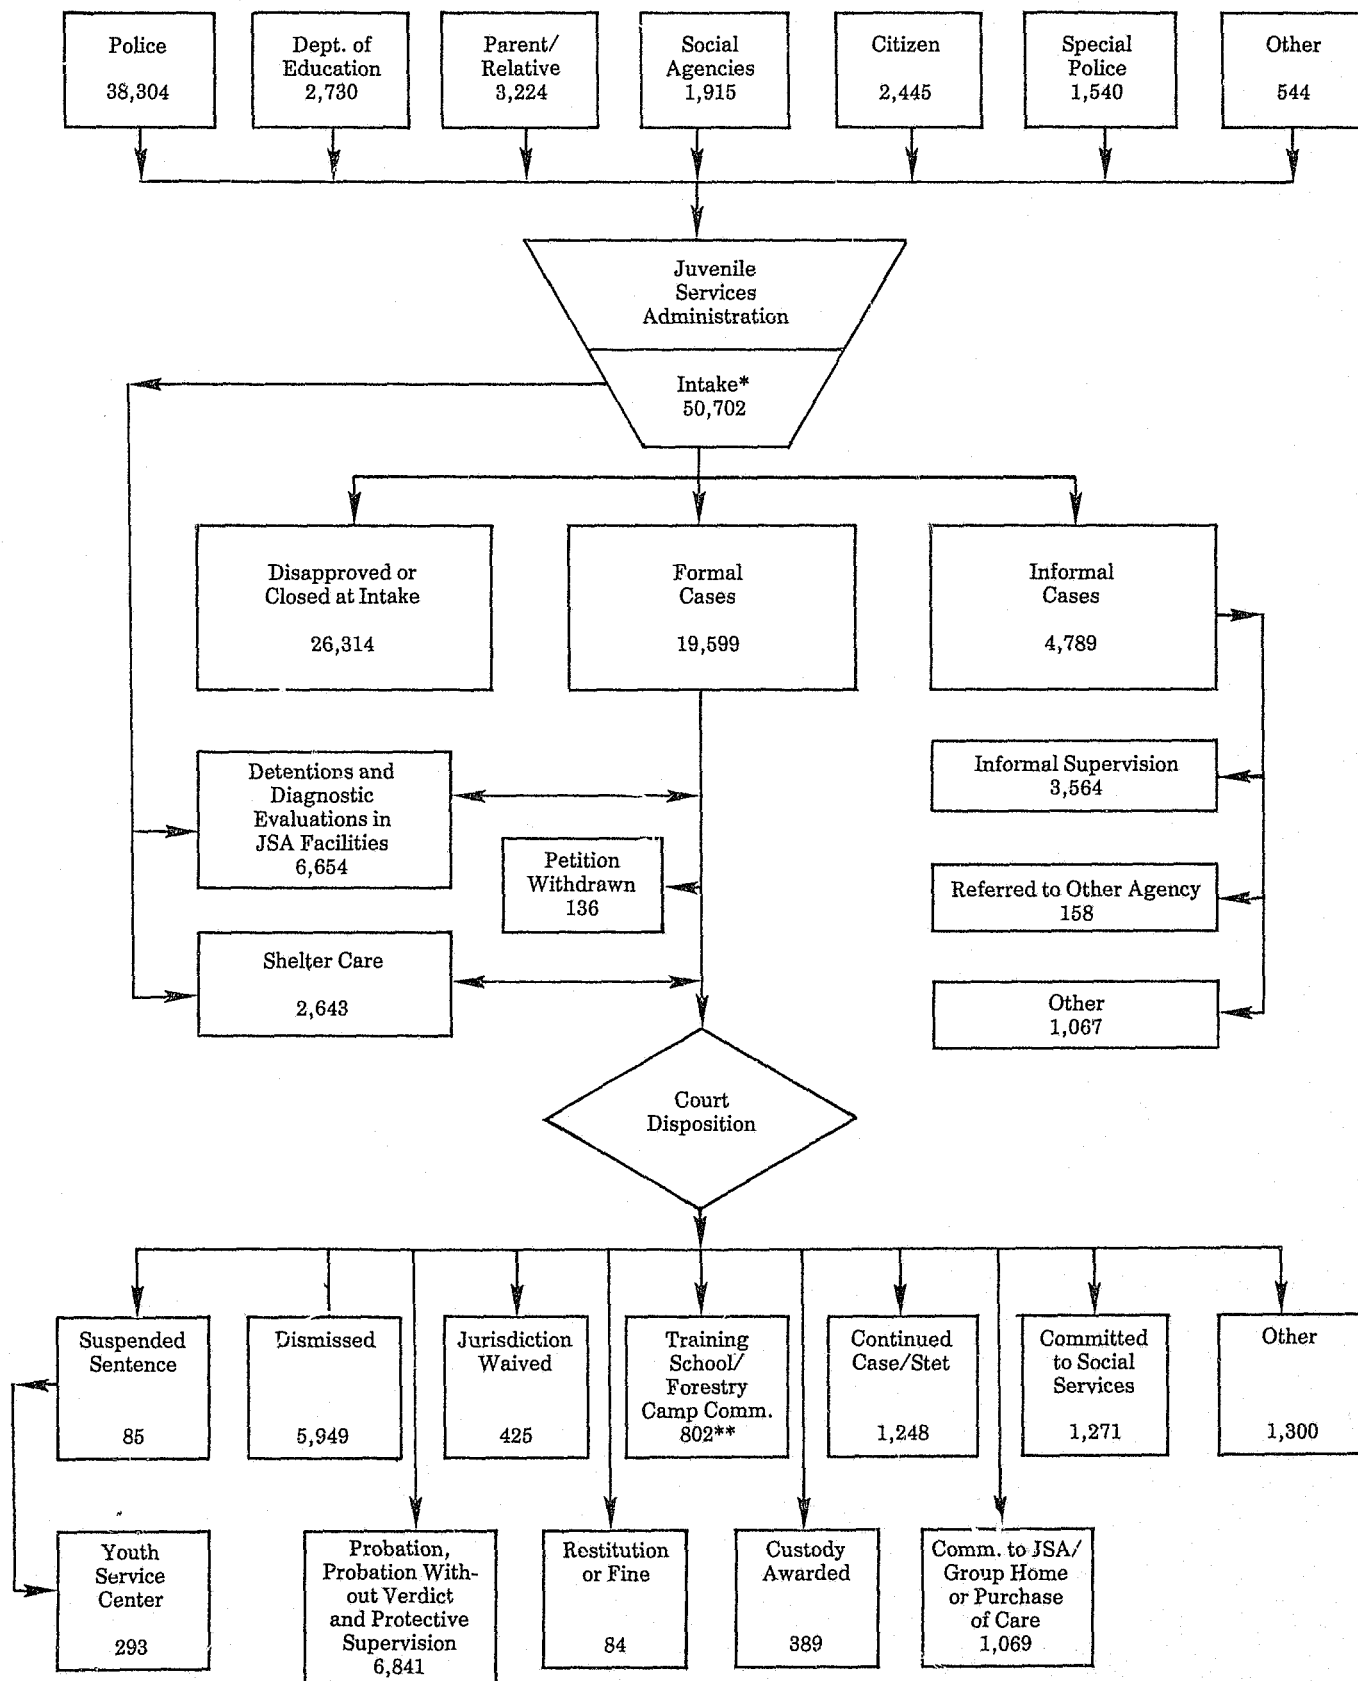 Police
38,304
Dept. of
Education
2,730
Parent/
Relative
3,224
Social
Agencies
1,915
Citizen
2,445
Special
Police
1,540
Other
544
Juvenile
Services
Administration
Intake*
50,702
Disapproved or
Closed at Intake
26,314
Formal
Cases
19,599
Informal
Cases
4,789
Detentions and
Diagnostic
Evaluations in
JSA Facilities
6,654
Informal Supervision
3,564
Petition
Withdrawn
136
Referred to Other Agency
158
Shelter Care
2,643
Other
1,067
Court
Disposition
Suspended
Sentence
85
Dismissed
5,949
Jurisdiction
Waived
425
Training
School/
Forestry
Camp Comm.
802**
Continued
Case/Stet
1,248
Committed
to Social
Services
1,271
Other
1,300
Youth
Service
Center
293
Probation,
Probation With-
out Verdict
and Protective
Supervision
6,841
Restitution
or Fine
84
Custody
Awarded
389
Comm. to JSA/
Group Home
or Purchase
of Care
1,069